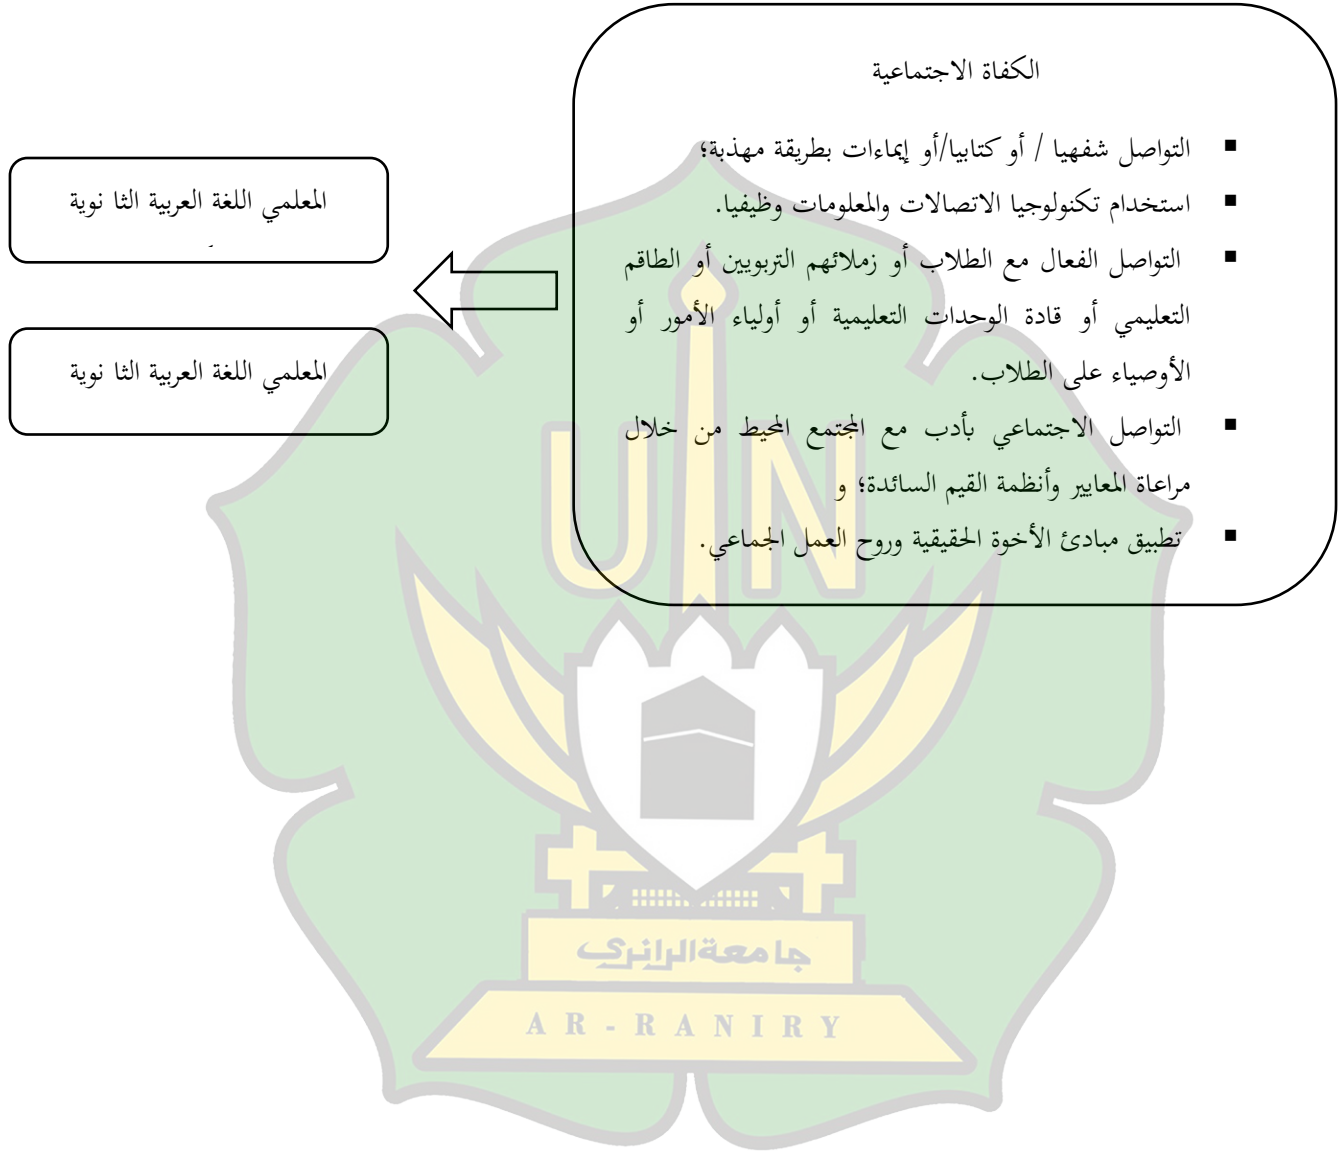 الكفاة الاجتماعية
▪ التواصل شفهيا / أو كتابيا/أو إيماءات بطريقة مهذبة؛
▪ استخدام تكنولوجيا الاتصالات والمعلومات وظيفيا.
▪ التواصل الفعال مع الطلاب أو زملائهم التربويين أو الطاقم
التعليمي أو قادة الوحدات التعليمية أو أولياء الأمور أو
الأوصياء على الطلاب.
▪ التواصل الاجتماعي بأدب مع المجتمع المحيط من خلال
مراعاة المعايير وأنظمة القيم السائدة؛ و
▪ تطبيق مبادئ الأخوة الحقيقية وروح العمل الجماعي.
المعلمي اللغة العربية الثا نوية
المعلمي اللغة العربية الثا نوية
UIN
جامعة الرانري
AR-RANIRY